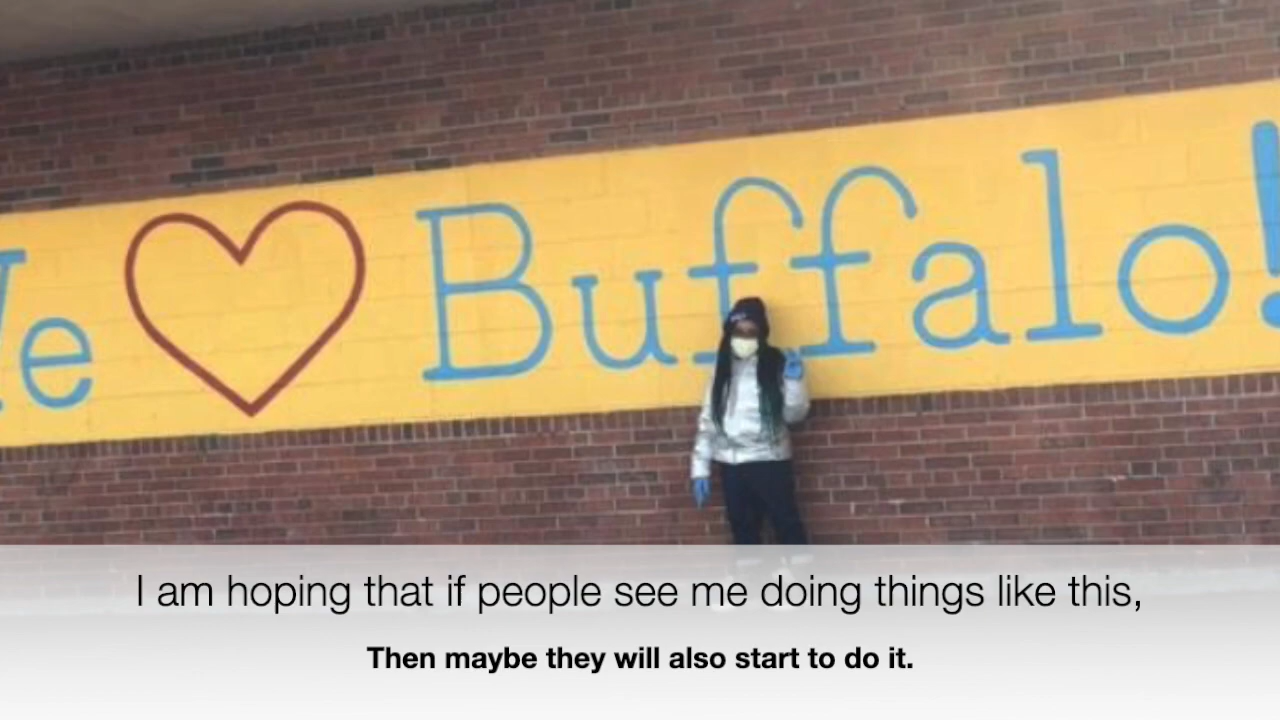 We ❤ Buffalo!
I am hoping that if people see me doing things like this,
Then maybe they will also start to do it.